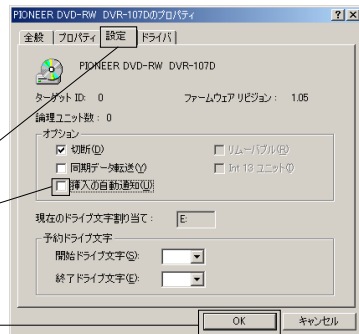 PIONEER DVD-RW DVR-107Dのプロパティ
全般 プロパティ 設定 ドライバ
PIONEER DVD-RW DVR-107D
ターゲット ID: 0 ファームウェア リビジョン: 1.05
論理ユニット数: 0
オプション
切断(D) リムーバブル(R)
同期データ転送(Y) Int 13 ユニット(I)
挿入の自動通知(U)
現在のドライブ文字割り当て: E:
予約ドライブ文字
開始ドライブ文字(S):
終了ドライブ文字(E):
OK キャンセル